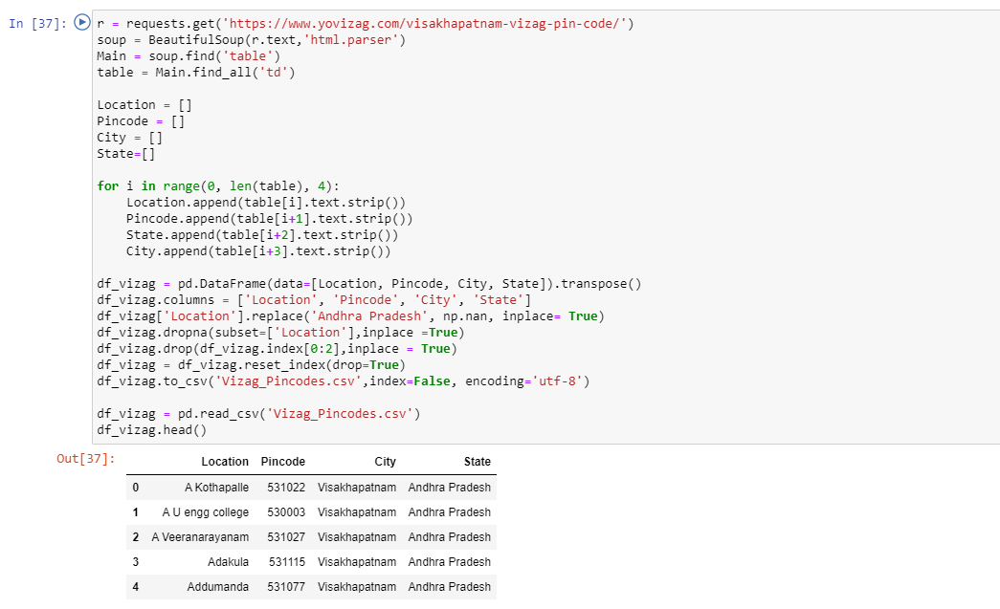 In [37]: r = requests.get('https://www.yovizag.com/visakhapatnam-vizag-pin-code/')
soup = BeautifulSoup(r.text,'html.parser')
Main = soup.find('table')
table = Main.find_all('td')

Location = []
Pincode = []
City = []
State=[]

for i in range(0, len(table), 4):
    Location.append(table[i].text.strip())
    Pincode.append(table[i+1].text.strip())
    State.append(table[i+2].text.strip())
    City.append(table[i+3].text.strip())

df_vizag = pd.DataFrame(data=[Location, Pincode, City, State]).transpose()
df_vizag.columns = ['Location', 'Pincode', 'City', 'State']
df_vizag['Location'].replace('Andhra Pradesh', np.nan, inplace= True)
df_vizag.dropna(subset=['Location'],inplace =True)
df_vizag.drop(df_vizag.index[0:2],inplace = True)
df_vizag = df_vizag.reset_index(drop=True)
df_vizag.to_csv('Vizag_Pincodes.csv',index=False, encoding='utf-8')

df_vizag = pd.read_csv('Vizag_Pincodes.csv')
df_vizag.head()
Out[37]: Location Pincode City State
0 A Kothapalle 531022 Visakhapatnam Andhra Pradesh
1 A U engg college 530003 Visakhapatnam Andhra Pradesh
2 A Veeranarayanam 531027 Visakhapatnam Andhra Pradesh
3 Adakula 531115 Visakhapatnam Andhra Pradesh
4 Addumanda 531077 Visakhapatnam Andhra Pradesh